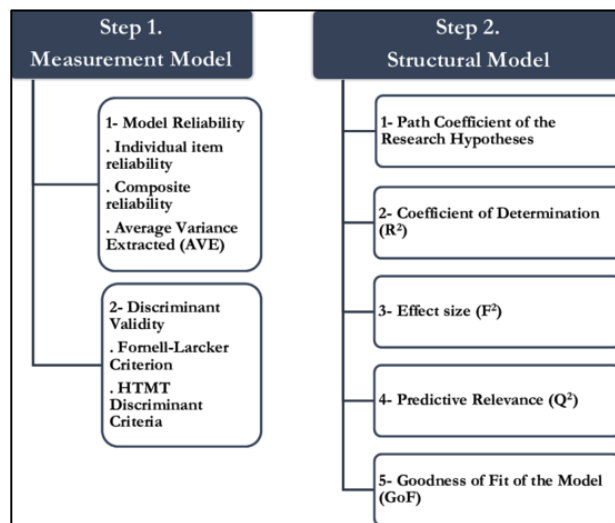 Step 1.
Measurement Model
1- Model Reliability
. Individual item
reliability
. Composite
reliability
. Average Variance
Extracted (AVE)
2- Discriminant
Validity
. Fornell-Larcker
Criterion
. HTMT
Discriminant
Criteria
Step 2.
Structural Model
1- Path Coefficient of the
Research Hypotheses
2- Coefficient of Determination
(R²)
3- Effect size (F²)
4- Predictive Relevance (Q²)
5- Goodness of Fit of the Model
(GoF)